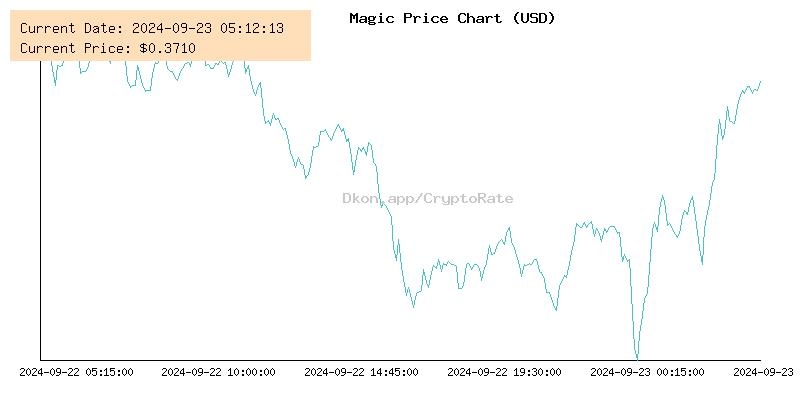 Magic Price Chart (USD)
Current Date: 2024-09-23 05:12:13
Current Price: $0.3710
Dkon.app/CryptoRate
2024-09-22 05:15:00 2024-09-22 10:00:00 2024-09-22 14:45:00 2024-09-22 19:30:00 2024-09-23 00:15:00 2024-09-23